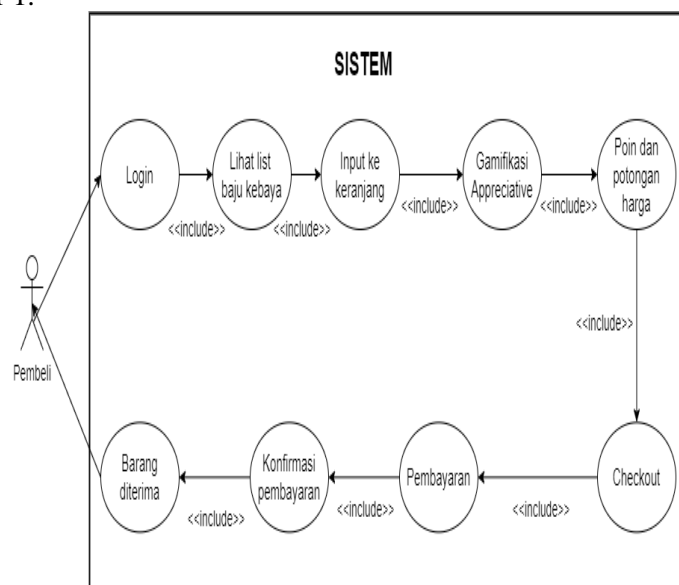 SISTEM
Login
Lihat list
baju kebaya
Input ke
keranjang
Gamifikasi
Appreciative
Poin dan
potongan
harga
<<include>>
<<include>>
<<include>>
<<include>>
<<include>>
Pembeli
Barang
diterima
Konfirmasi
pembayaran
Pembayaran
Checkout
<<include>>
<<include>>
<<include>>